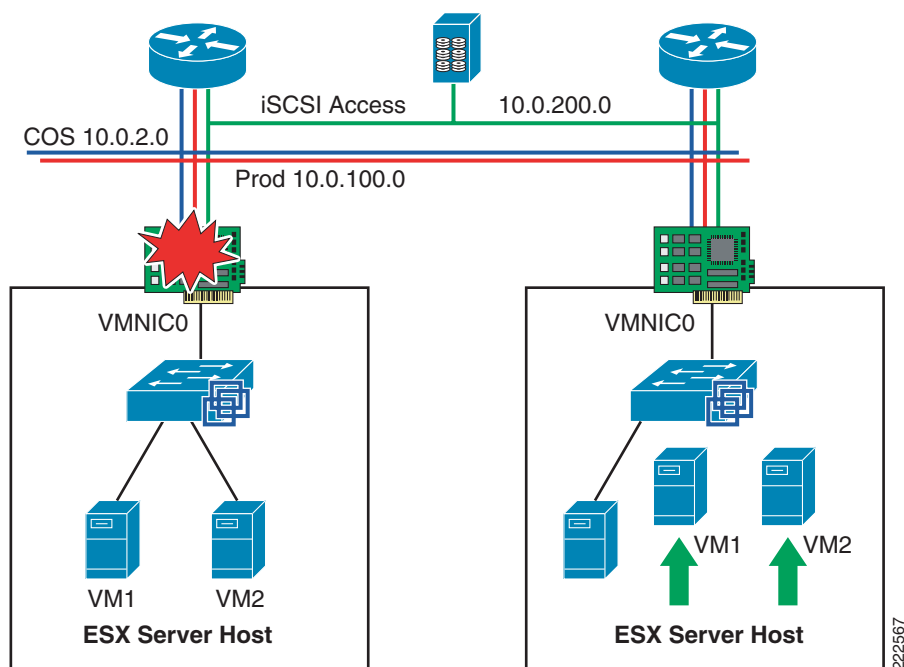 iSCSI Access 10.0.200.0
COS 10.0.2.0
Prod 10.0.100.0
VMNIC0 VMNIC0
VM1 VM2
VM1 VM2
ESX Server Host ESX Server Host
222567